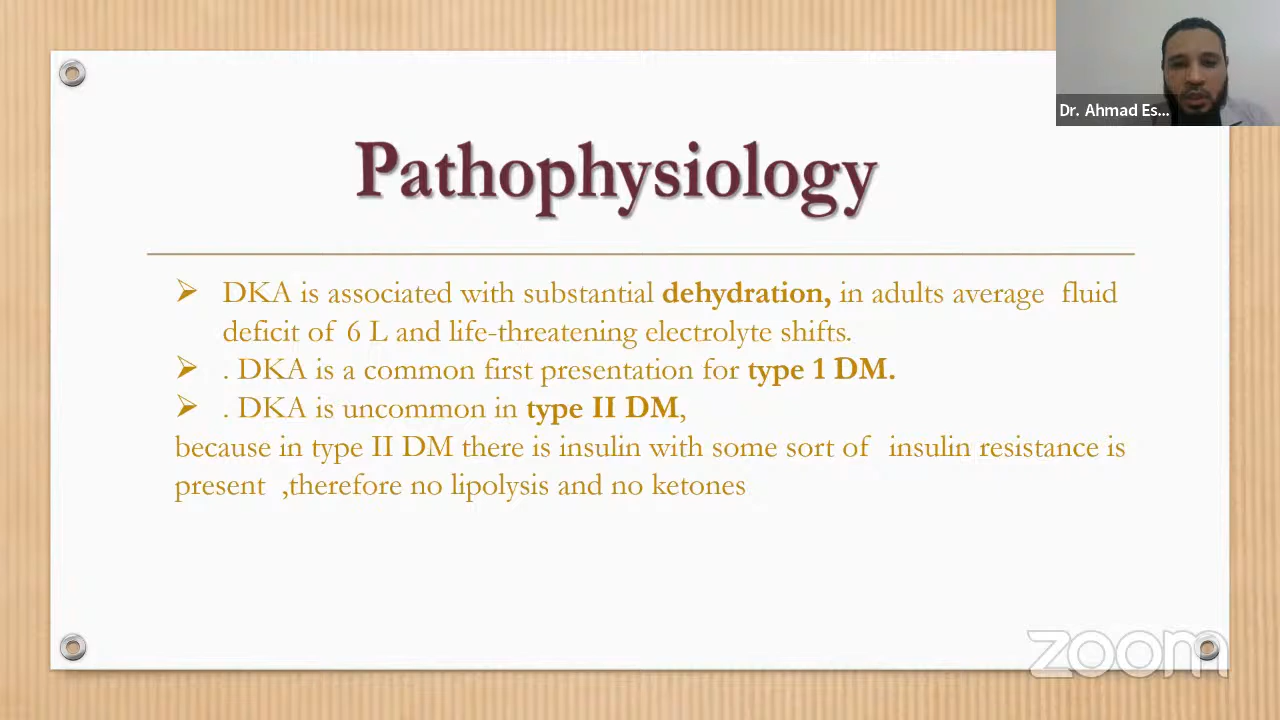 Dr. Ahmad Es...
Pathophysiology
DKA is associated with substantial dehydration, in adults average fluid
deficit of 6 L and life-threatening electrolyte shifts.
. DKA is a common first presentation for type 1 DM.
. DKA is uncommon in type II DM,
because in type II DM there is insulin with some sort of insulin resistance is
present ,therefore no lipolysis and no ketones
zoom